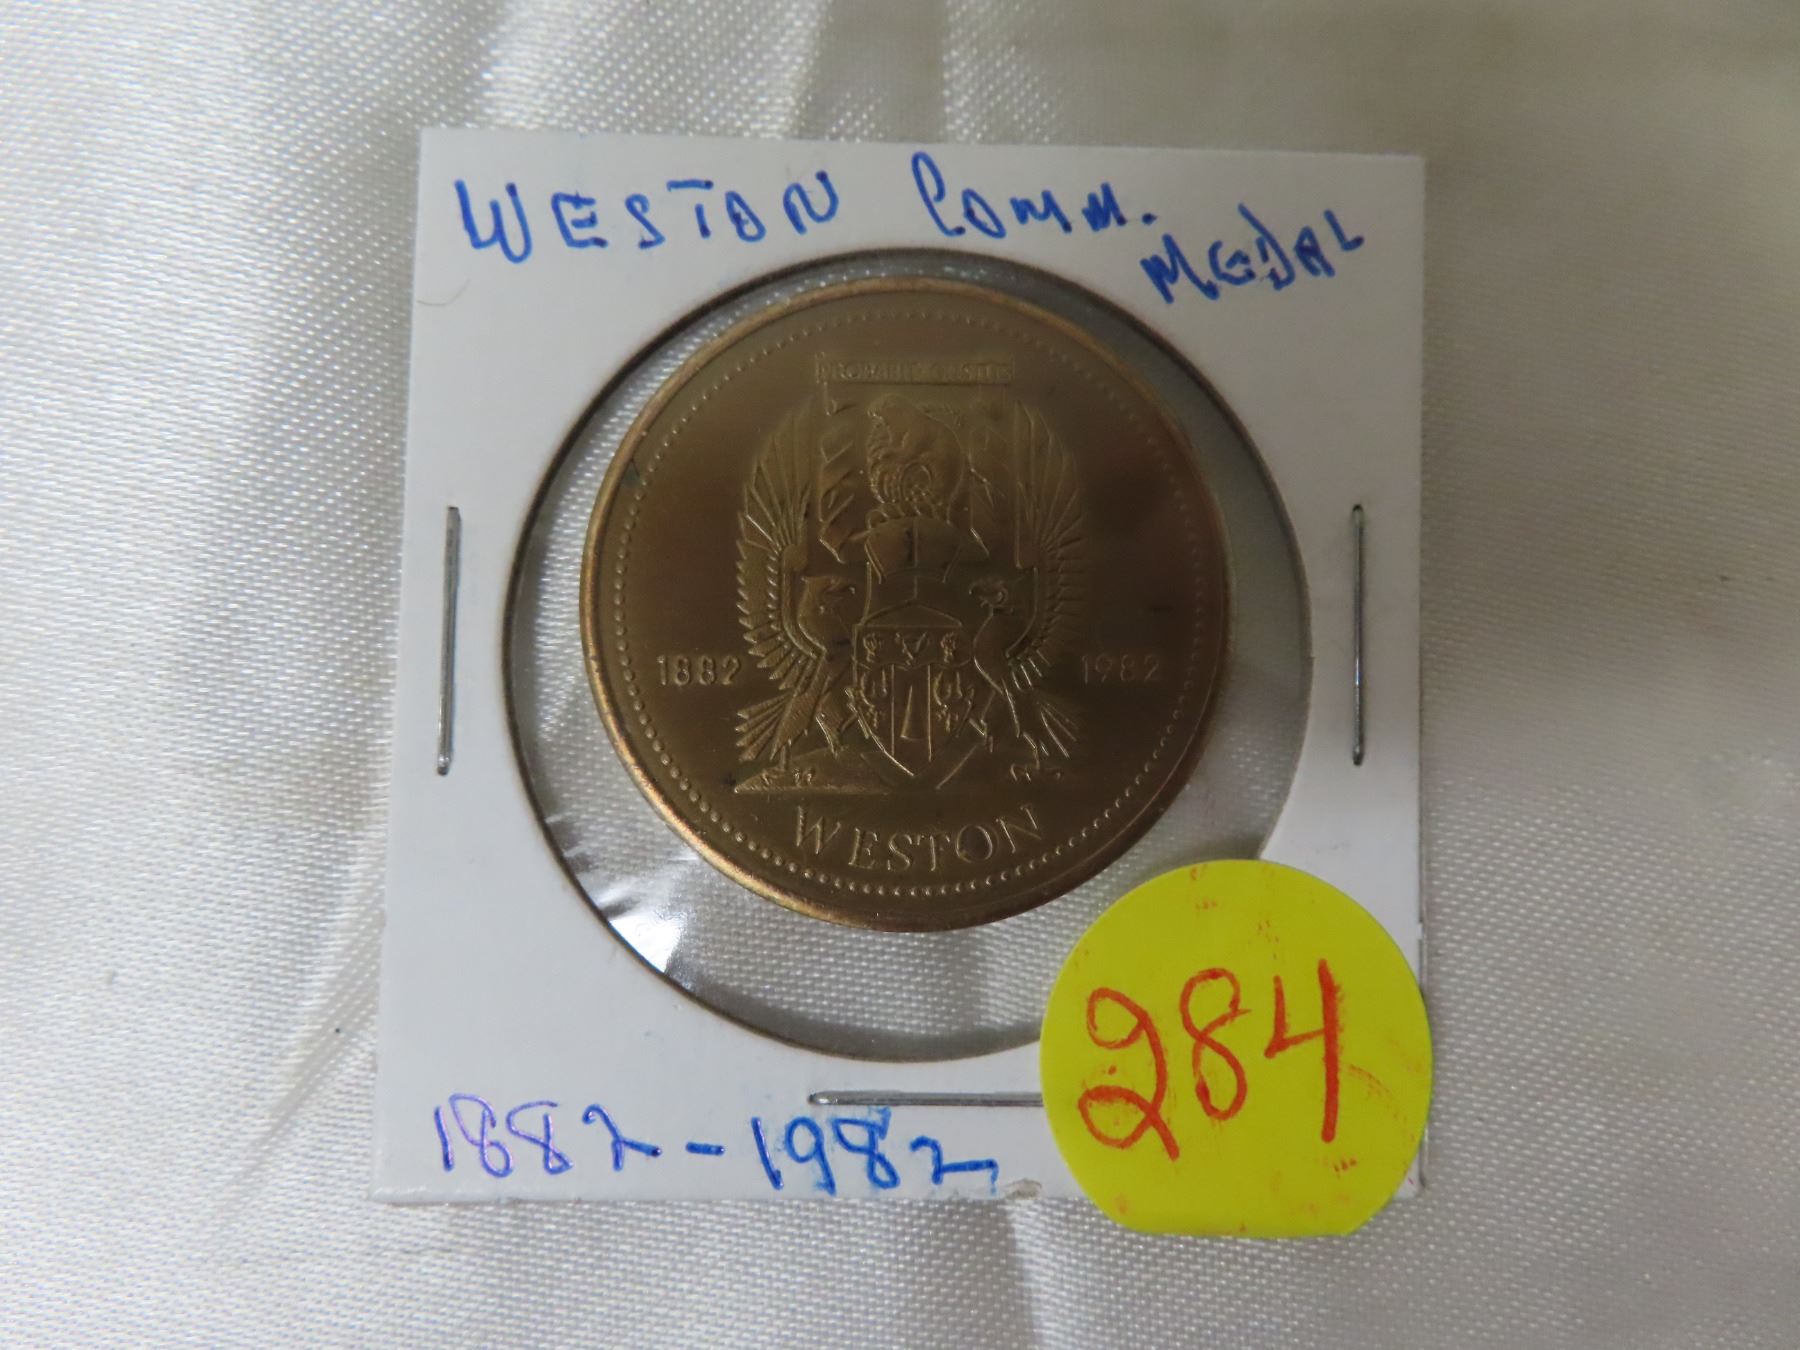 WESTON COMM.
MEDAL
1882
1982
WESTON
1882-1982
284